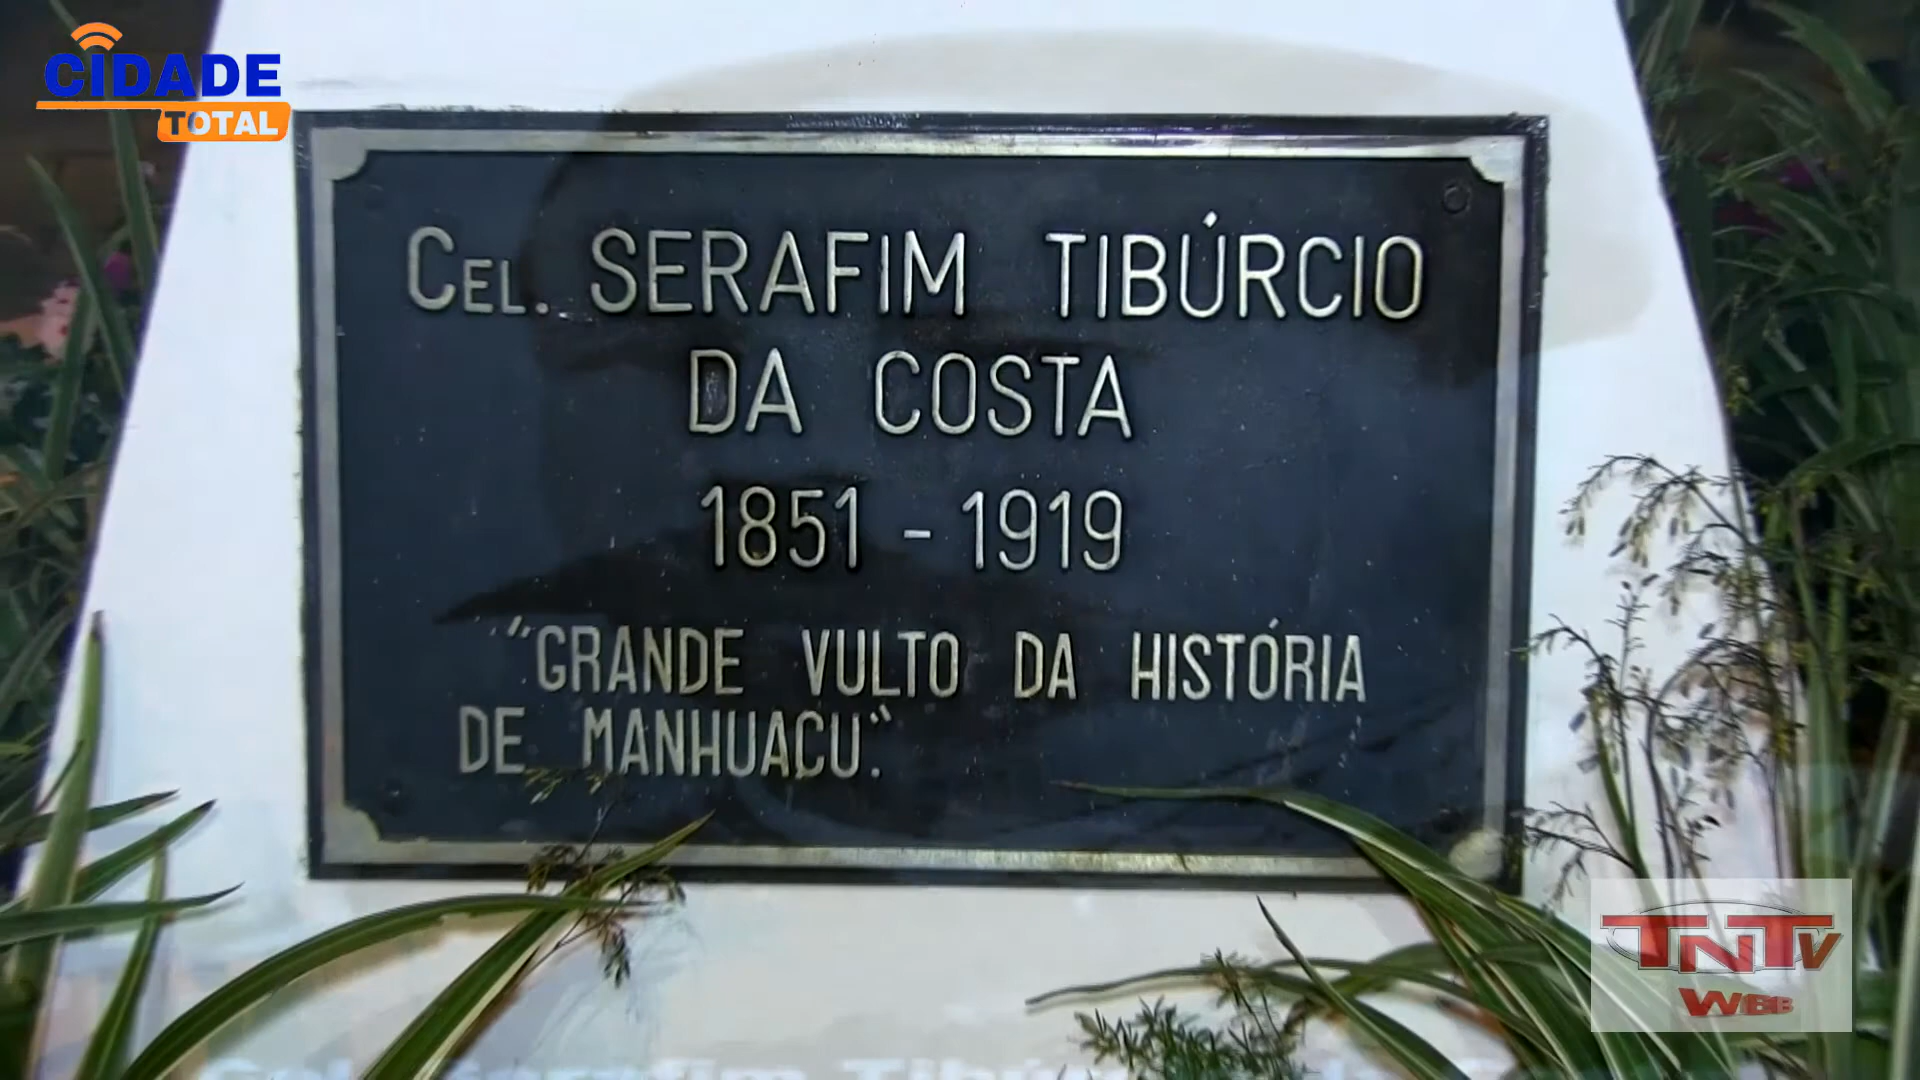 CIDADE
TOTAL
CEL. SERAFIM TIBÚRCIO
DA COSTA
1851 - 1919
"GRANDE VULTO DA HISTÓRIA
DE MANHUAÇU."
TNTV
WEB